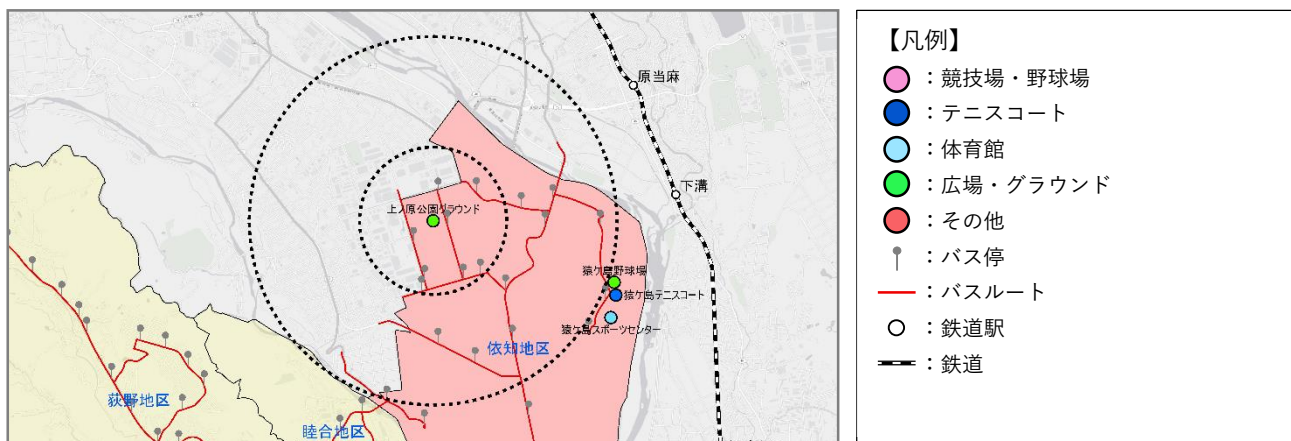 原当麻
下溝
上ノ原公園グラウンド
猿ケ島野球場
猿ケ島テニスコート
猿ケ島スポーツセンター
依知地区
荻野地区
睦合地区
【凡例】
：競技場・野球場
：テニスコート
：体育館
：広場・グラウンド
：その他
：バス停
：バスルート
：鉄道駅
：鉄道